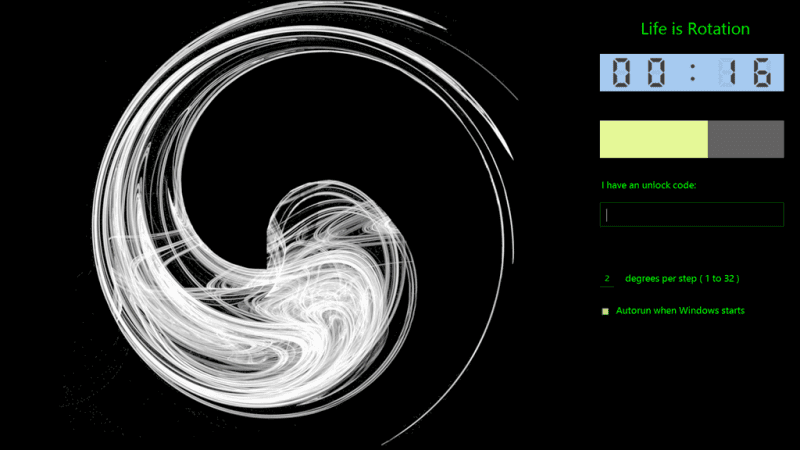 Life is Rotation
00:16
I have an unlock code:
2 degrees per step ( 1 to 32 )
Autorun when Windows starts